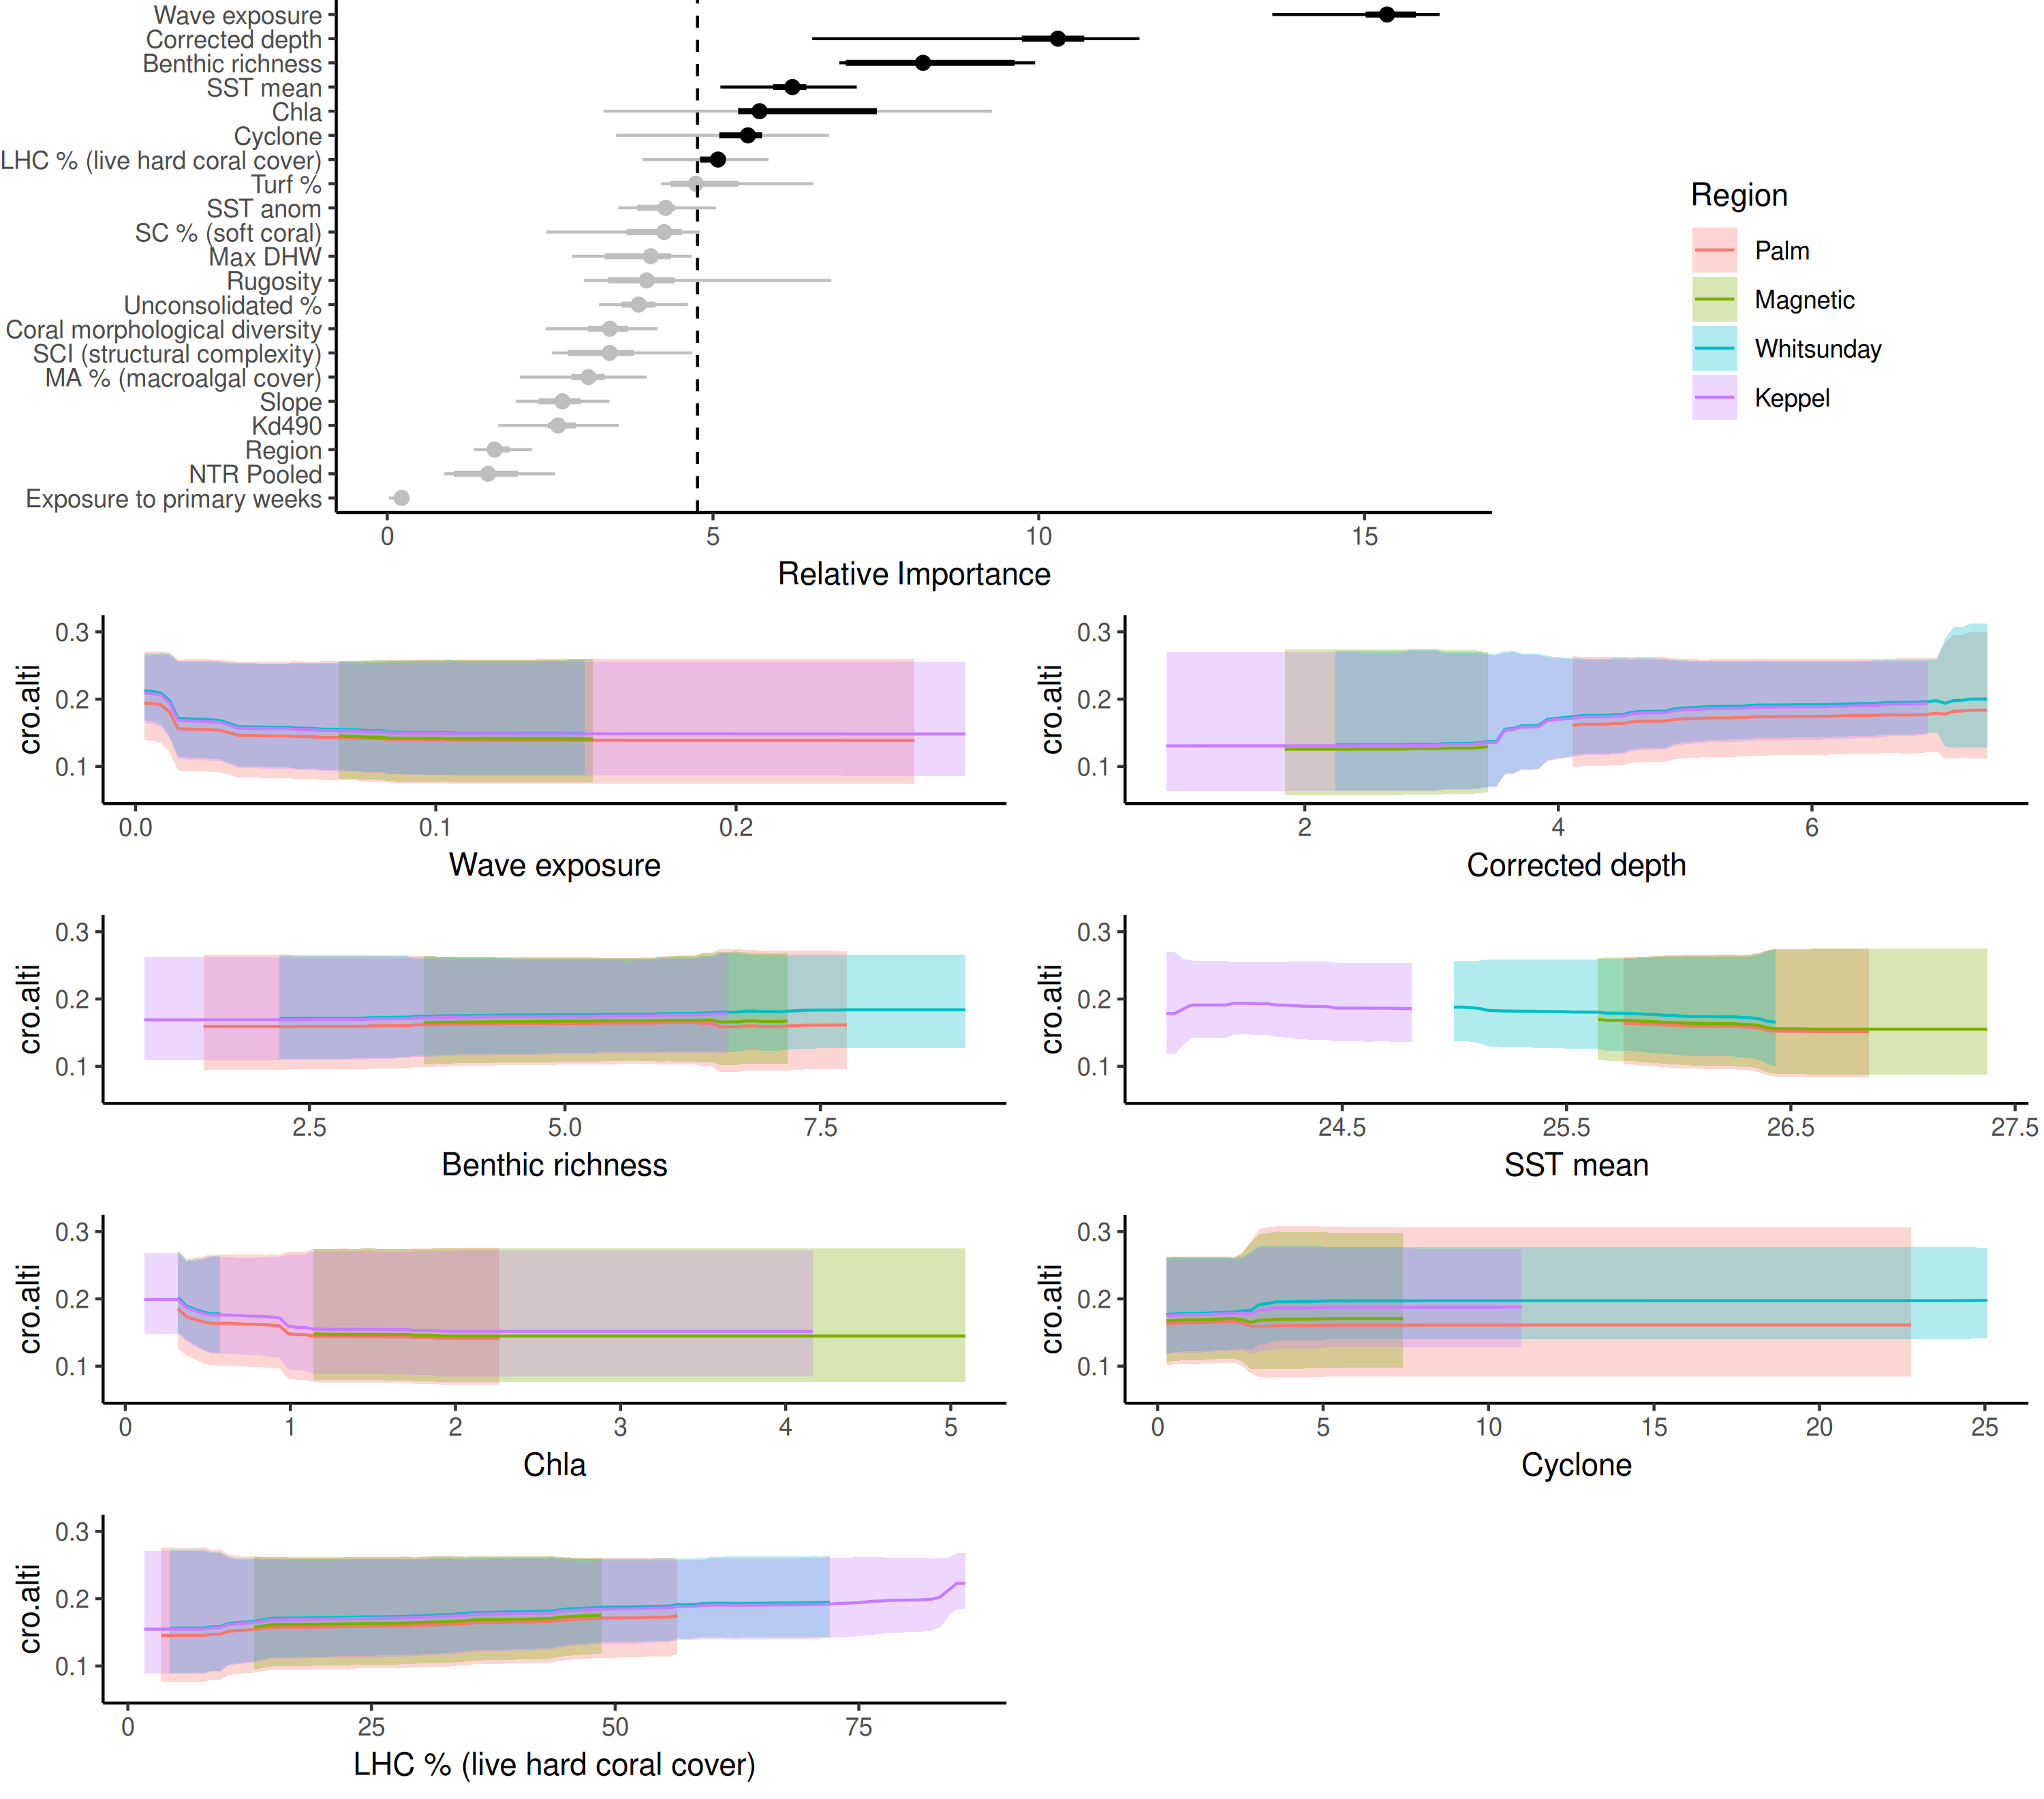 Wave exposure
Corrected depth
Benthic richness
SST mean
Chla
Cyclone
LHC % (live hard coral cover)
Turf %
SST anom
SC % (soft coral)
Max DHW
Rugosity
Unconsolidated %
Coral morphological diversity
SCI (structural complexity)
MA % (macroalgal cover)
Slope
Kd490
Region
NTR Pooled
Exposure to primary weeks
0 5 10 15
Relative Importance
Region
Palm
Magnetic
Whitsunday
Keppel
cro.alti
0.3
0.2
0.1
0.0 0.1 0.2
Wave exposure
cro.alti
0.3
0.2
0.1
2 4 6
Corrected depth
cro.alti
0.3
0.2
0.1
2.5 5.0 7.5
Benthic richness
cro.alti
0.3
0.2
0.1
24.5 25.5 26.5 27.5
SST mean
cro.alti
0.3
0.2
0.1
0 1 2 3 4 5
Chla
cro.alti
0.3
0.2
0.1
0 5 10 15 20 25
Cyclone
cro.alti
0.3
0.2
0.1
0 25 50 75
LHC % (live hard coral cover)